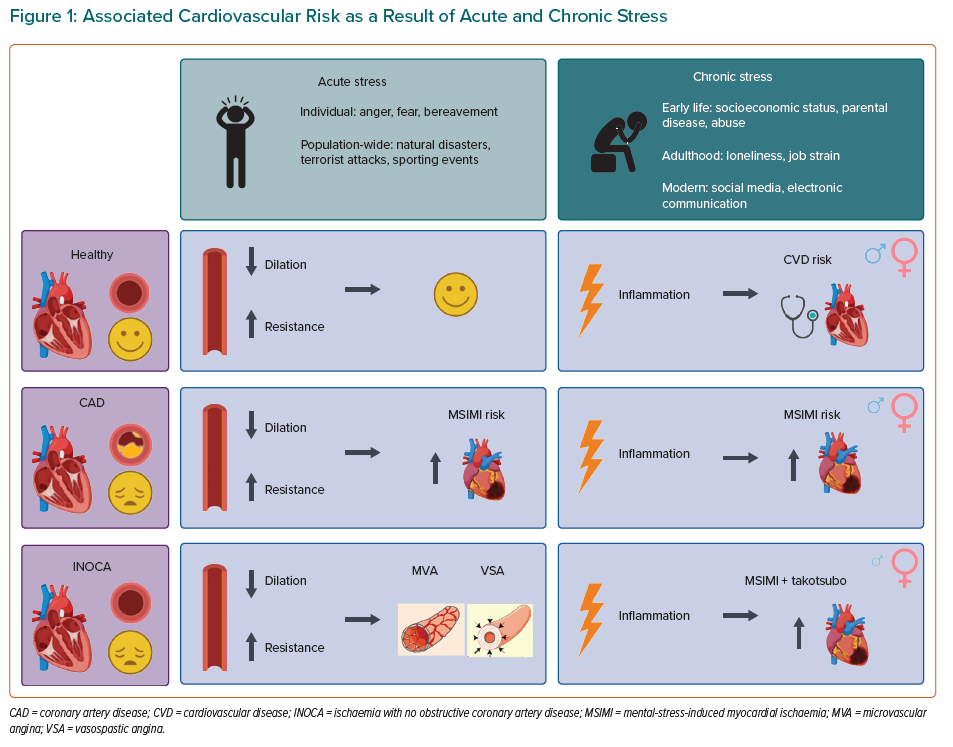 Figure 1: Associated Cardiovascular Risk as a Result of Acute and Chronic Stress
Acute stress
Individual: anger, fear, bereavement
Population-wide: natural disasters,
terrorist attacks, sporting events
Chronic stress
Early life: socioeconomic status, parental
disease, abuse
Adulthood: loneliness, job strain
Modern: social media, electronic
communication
Healthy
Dilation
Resistance
Inflammation
CVD risk
CAD
Dilation
Resistance
MSIMI risk
Inflammation
MSIMI risk
INOCA
Dilation
Resistance
MVA
VSA
Inflammation
MSIMI + takotsubo
CAD = coronary artery disease; CVD = cardiovascular disease; INOCA = ischaemia with no obstructive coronary artery disease; MSIMI = mental-stress-induced myocardial ischaemia; MVA = microvascular
angina; VSA = vasospastic angina.